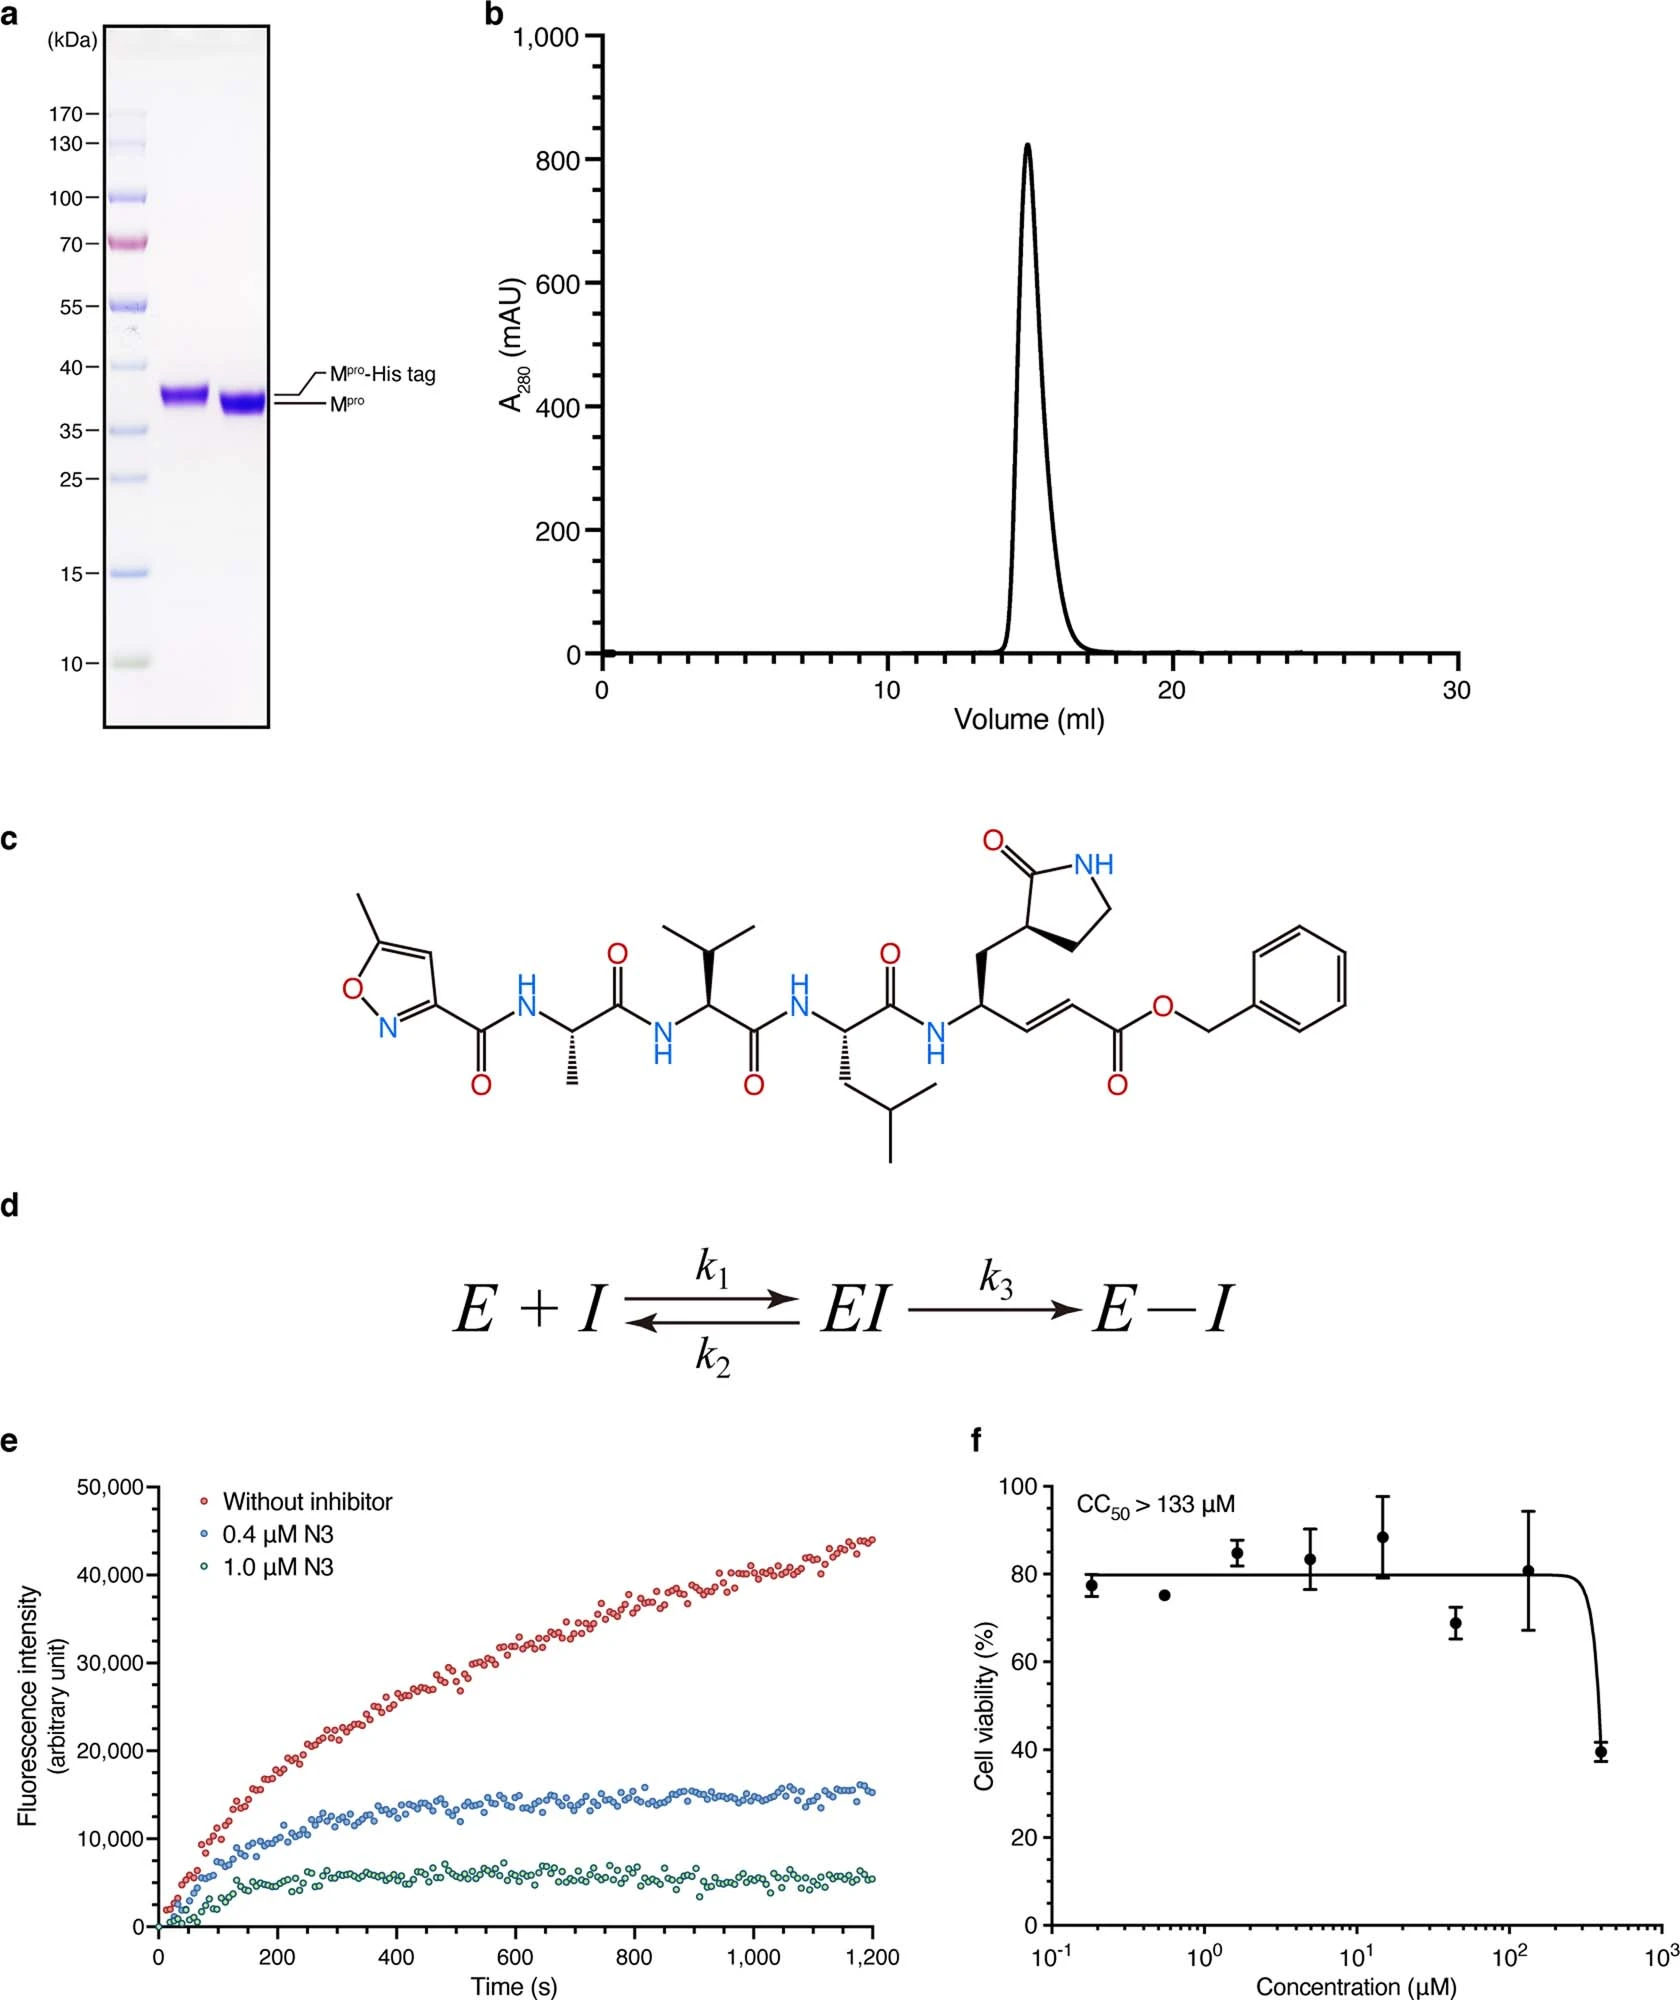 a
(kDa)
170
130
100
70
55
40
35
25
15
10
Mpro-His tag
Mpro
b
1,000
800
600
400
200
0
A280 (mAU)
0 10 20 30
Volume (ml)
c
O
NH
O
N
O
H
N
O
N
H
O
H
N
O
N
H
O
O
d
E + I
k1
k2
EI
k3
E — I
e
50,000
40,000
30,000
20,000
10,000
0
Fluorescence intensity
(arbitrary unit)
Without inhibitor
0.4 µM N3
1.0 µM N3
0 200 400 600 800 1,000 1,200
Time (s)
f
100
80
60
40
20
0
Cell viability (%)
CC50 > 133 µM
10-1 100 101 102 103
Concentration (µM)